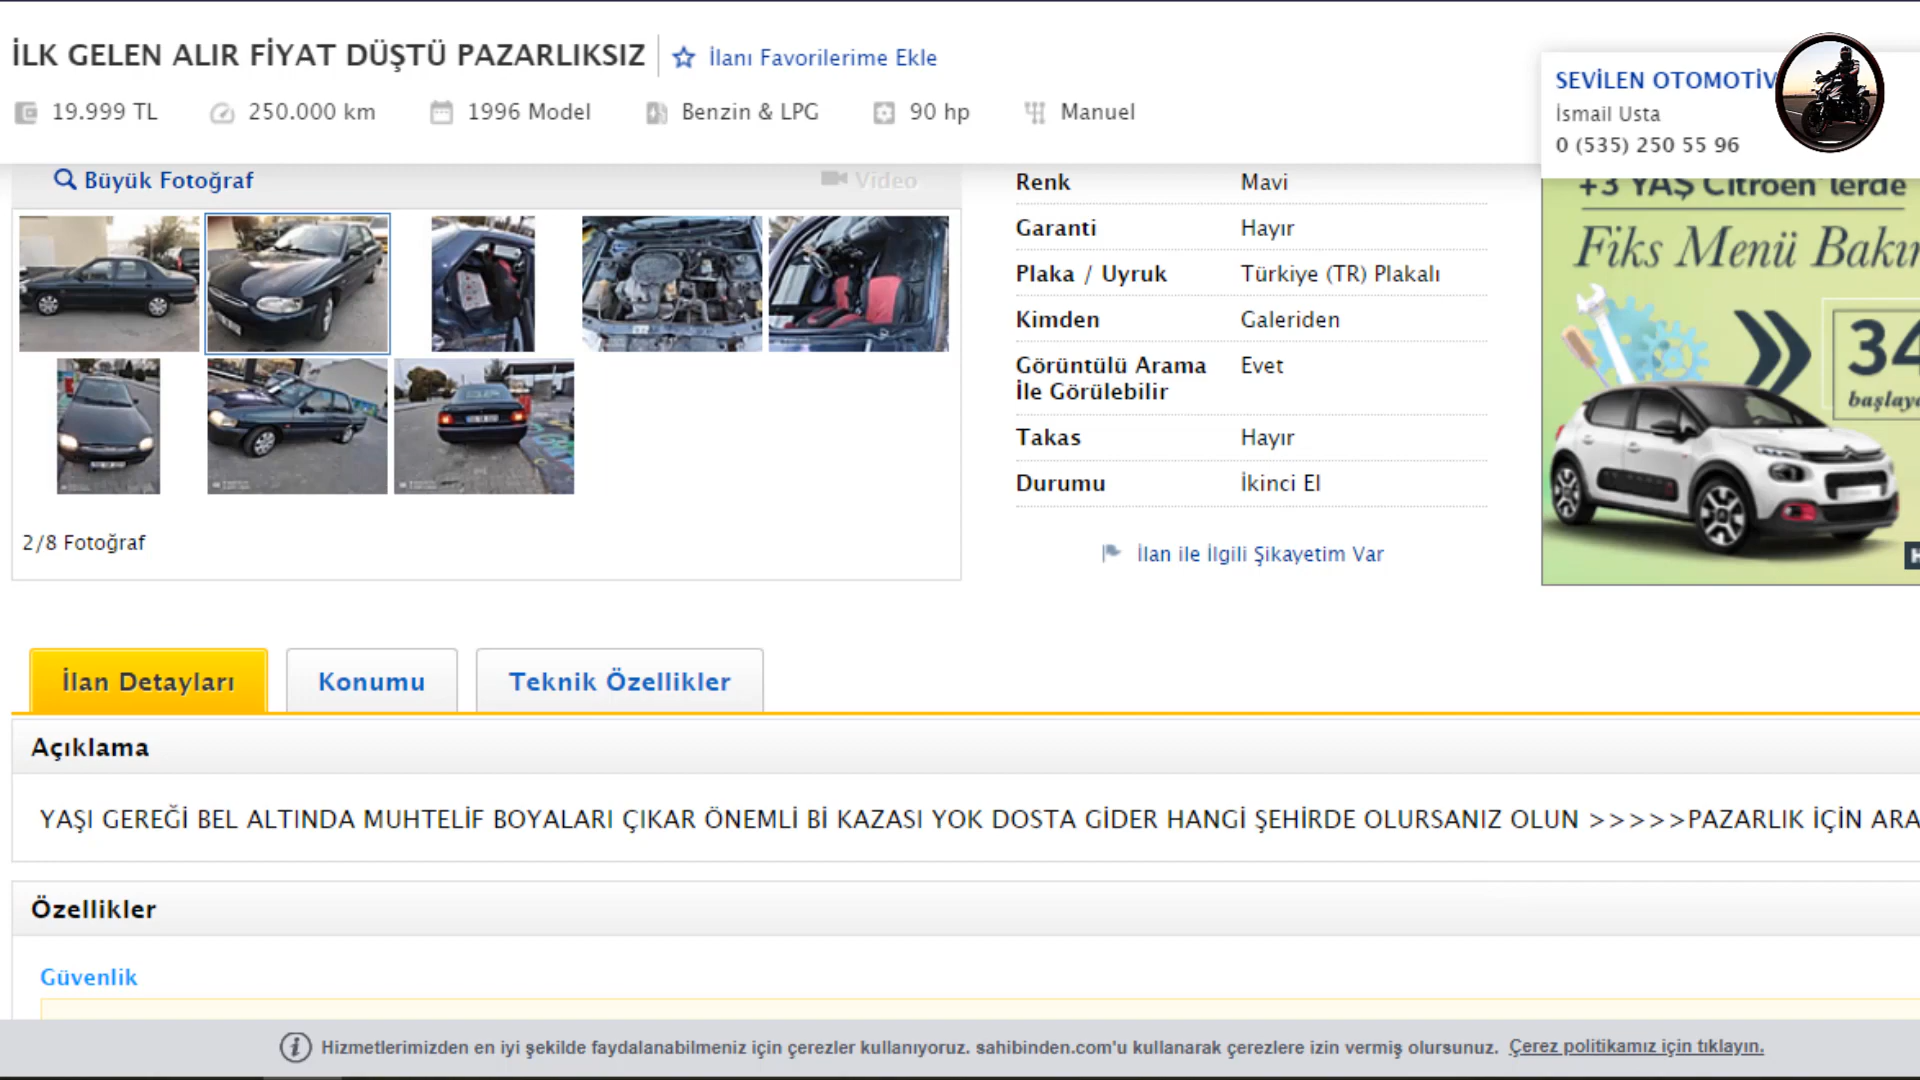 İLK GELEN ALIR FİYAT DÜŞTÜ PAZARLIKSIZ
İlanı Favorilerime Ekle
19.999 TL
250.000 km
1996 Model
Benzin & LPG
90 hp
Manuel
SEVİLEN OTOMOTİV
İsmail Usta
0 (535) 250 55 96
Büyük Fotoğraf
Video
2/8 Fotoğraf
Renk Mavi
Garanti Hayır
Plaka / Uyruk Türkiye (TR) Plakalı
Kimden Galeriden
Görüntülü Arama Evet
İle Görülebilir
Takas Hayır
Durumu İkinci El
İlan ile İlgili Şikayetim Var
+3 YAŞ Citroën'lerde
Fiks Menü
34
İlan Detayları
Konumu
Teknik Özellikler
Açıklama
YAŞI GEREĞİ BEL ALTINDA MUHTELİF BOYALARI ÇIKAR ÖNEMLİ Bİ KAZASI YOK DOSTA GİDER HANGİ ŞEHİRDE OLURSANIZ OLUN >>>>>PAZARLIK İÇİN ARA
Özellikler
Güvenlik
Hizmetlerimizden en iyi şekilde faydalanabilmeniz için çerezler kullanıyoruz. sahibinden.com'u kullanarak çerezlere izin vermiş olursunuz. Çerez politikamız için tıklayın.